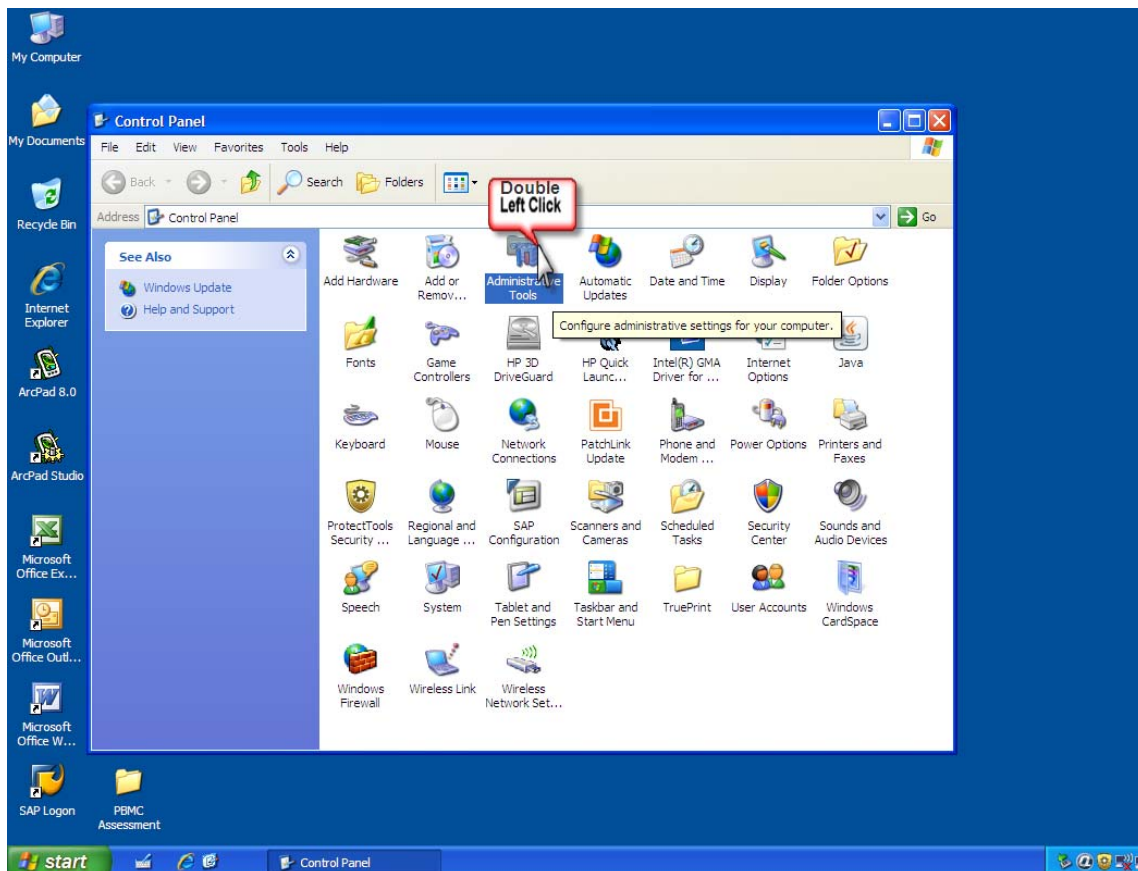 My Computer
My Documents
Recycle Bin
Internet
Explorer
ArcPad 8.0
ArcPad Studio
Microsoft
Office Ex...
Microsoft
Office Outl...
Microsoft
Office W...
SAP Logon
PBMC
Assessment
Control Panel
File Edit View Favorites Tools Help
Back Search Folders
Double
Left Click
Address Control Panel Go
See Also
Windows Update
Help and Support
Add Hardware
Add or
Remov...
Administrative
Tools
Automatic
Updates
Date and Time
Display
Folder Options
Configure administrative settings for your computer.
Fonts
Game
Controllers
HP 3D
DriveGuard
HP Quick
Launc...
Intel(R) GMA
Driver for ...
Internet
Options
Java
Keyboard
Mouse
Network
Connections
PatchLink
Update
Phone and
Modem ...
Power Options
Printers and
Faxes
ProtectTools
Security ...
Regional and
Language ...
SAP
Configuration
Scanners and
Cameras
Scheduled
Tasks
Security
Center
Sounds and
Audio Devices
Speech
System
Tablet and
Pen Settings
Taskbar and
Start Menu
TruePrint
User Accounts
Windows
CardSpace
Windows
Firewall
Wireless Link
Wireless
Network Set...
start
Control Panel